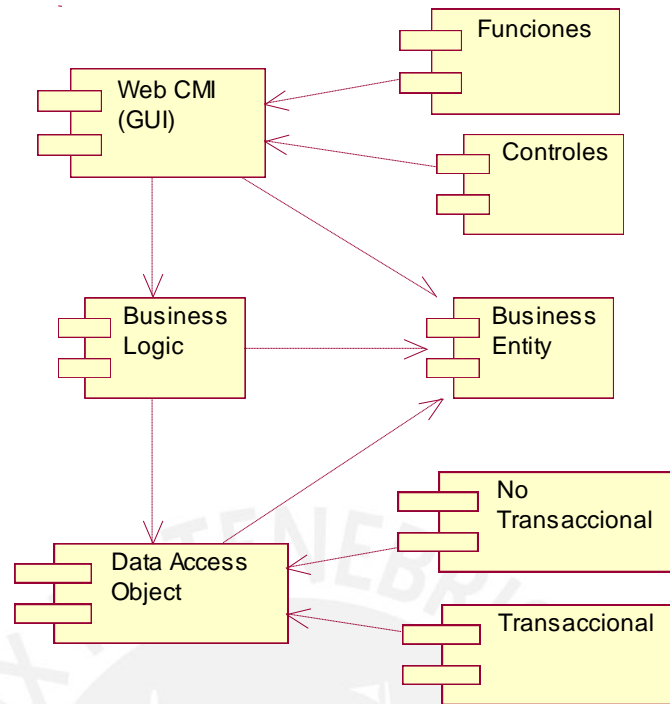 Funciones
Web CMI
(GUI)
Controles
Business
Logic
Business
Entity
No
Transaccional
Data Access
Object
Transaccional